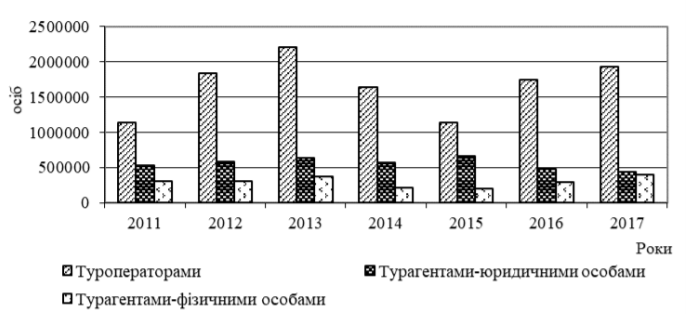 2500000
2000000
1500000
1000000
500000
0
осіб
2011 2012 2013 2014 2015 2016 2017
Роки
Туроператорами Турагентами-юридичними особами
Турагентами-фізичними особами